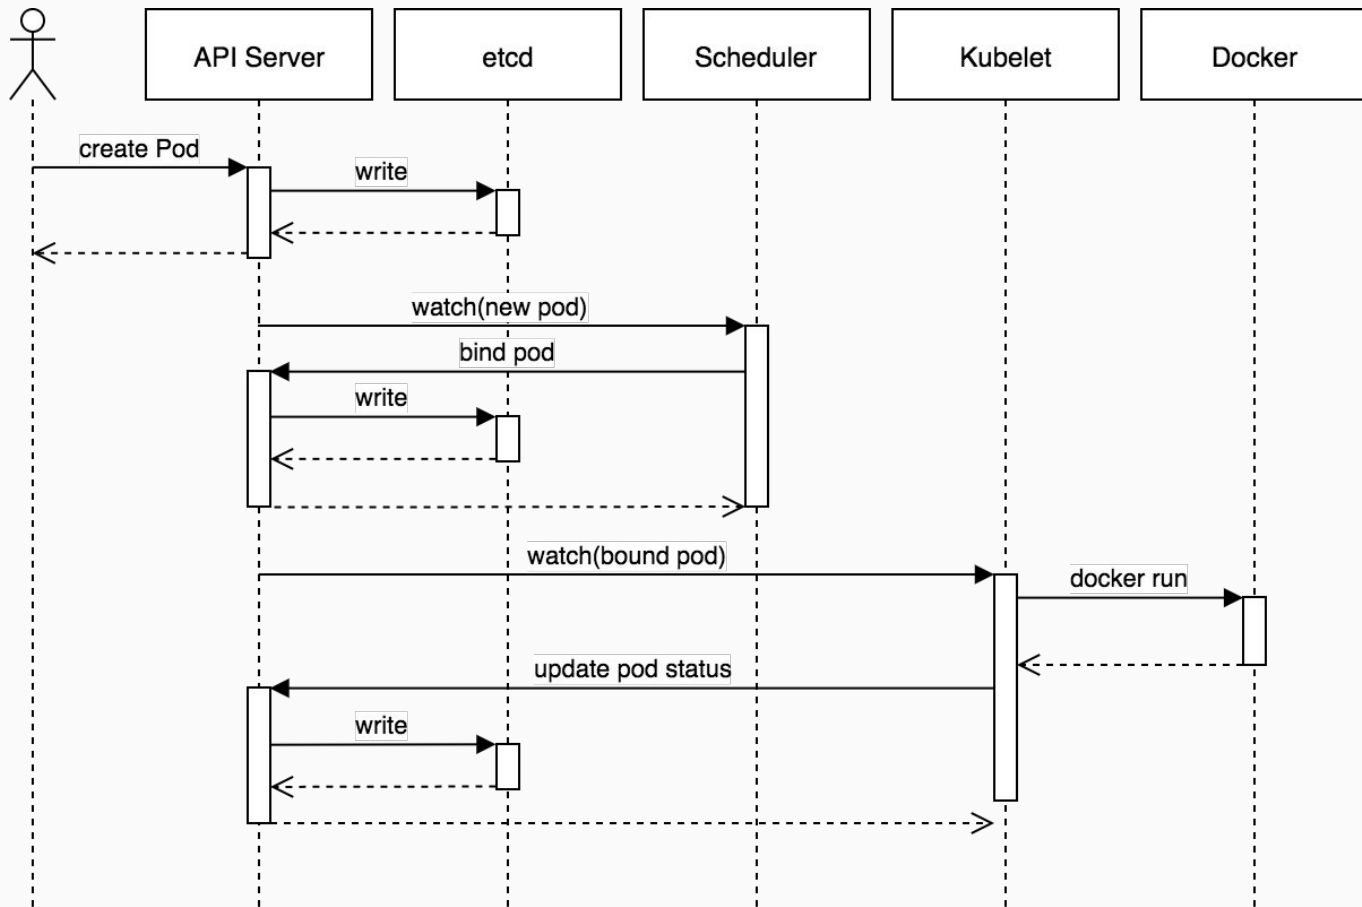 API Server
etcd
Scheduler
Kubelet
Docker
create Pod
write
watch(new pod)
bind pod
write
watch(bound pod)
docker run
update pod status
write